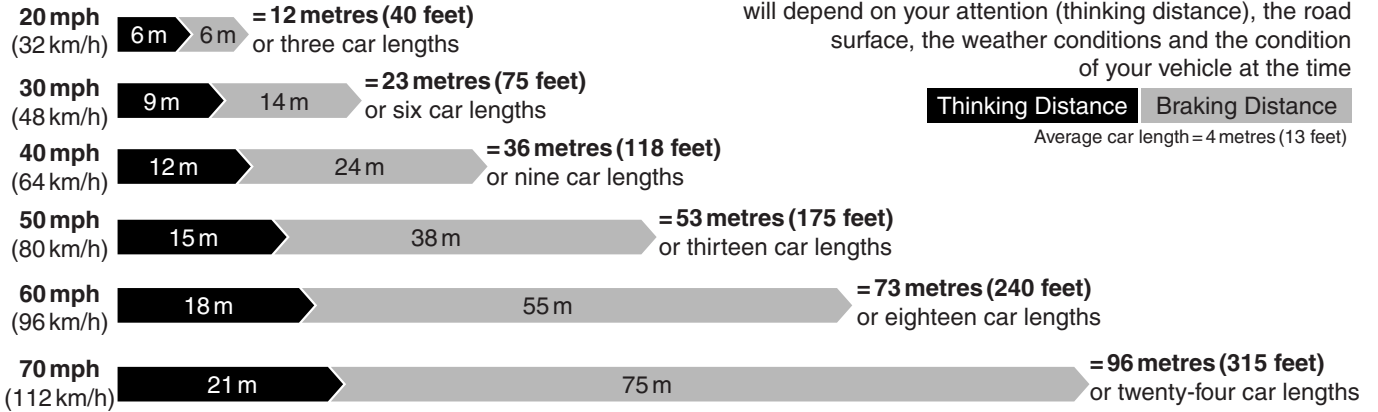 20 mph
(32 km/h)
6 m
6 m
= 12 metres (40 feet)
or three car lengths
will depend on your attention (thinking distance), the road
surface, the weather conditions and the condition
of your vehicle at the time
Thinking Distance
Braking Distance
Average car length = 4 metres (13 feet)
30 mph
(48 km/h)
9 m
14 m
= 23 metres (75 feet)
or six car lengths
40 mph
(64 km/h)
12 m
24 m
= 36 metres (118 feet)
or nine car lengths
50 mph
(80 km/h)
15 m
38 m
= 53 metres (175 feet)
or thirteen car lengths
60 mph
(96 km/h)
18 m
55 m
= 73 metres (240 feet)
or eighteen car lengths
70 mph
(112 km/h)
21 m
75 m
= 96 metres (315 feet)
or twenty-four car lengths